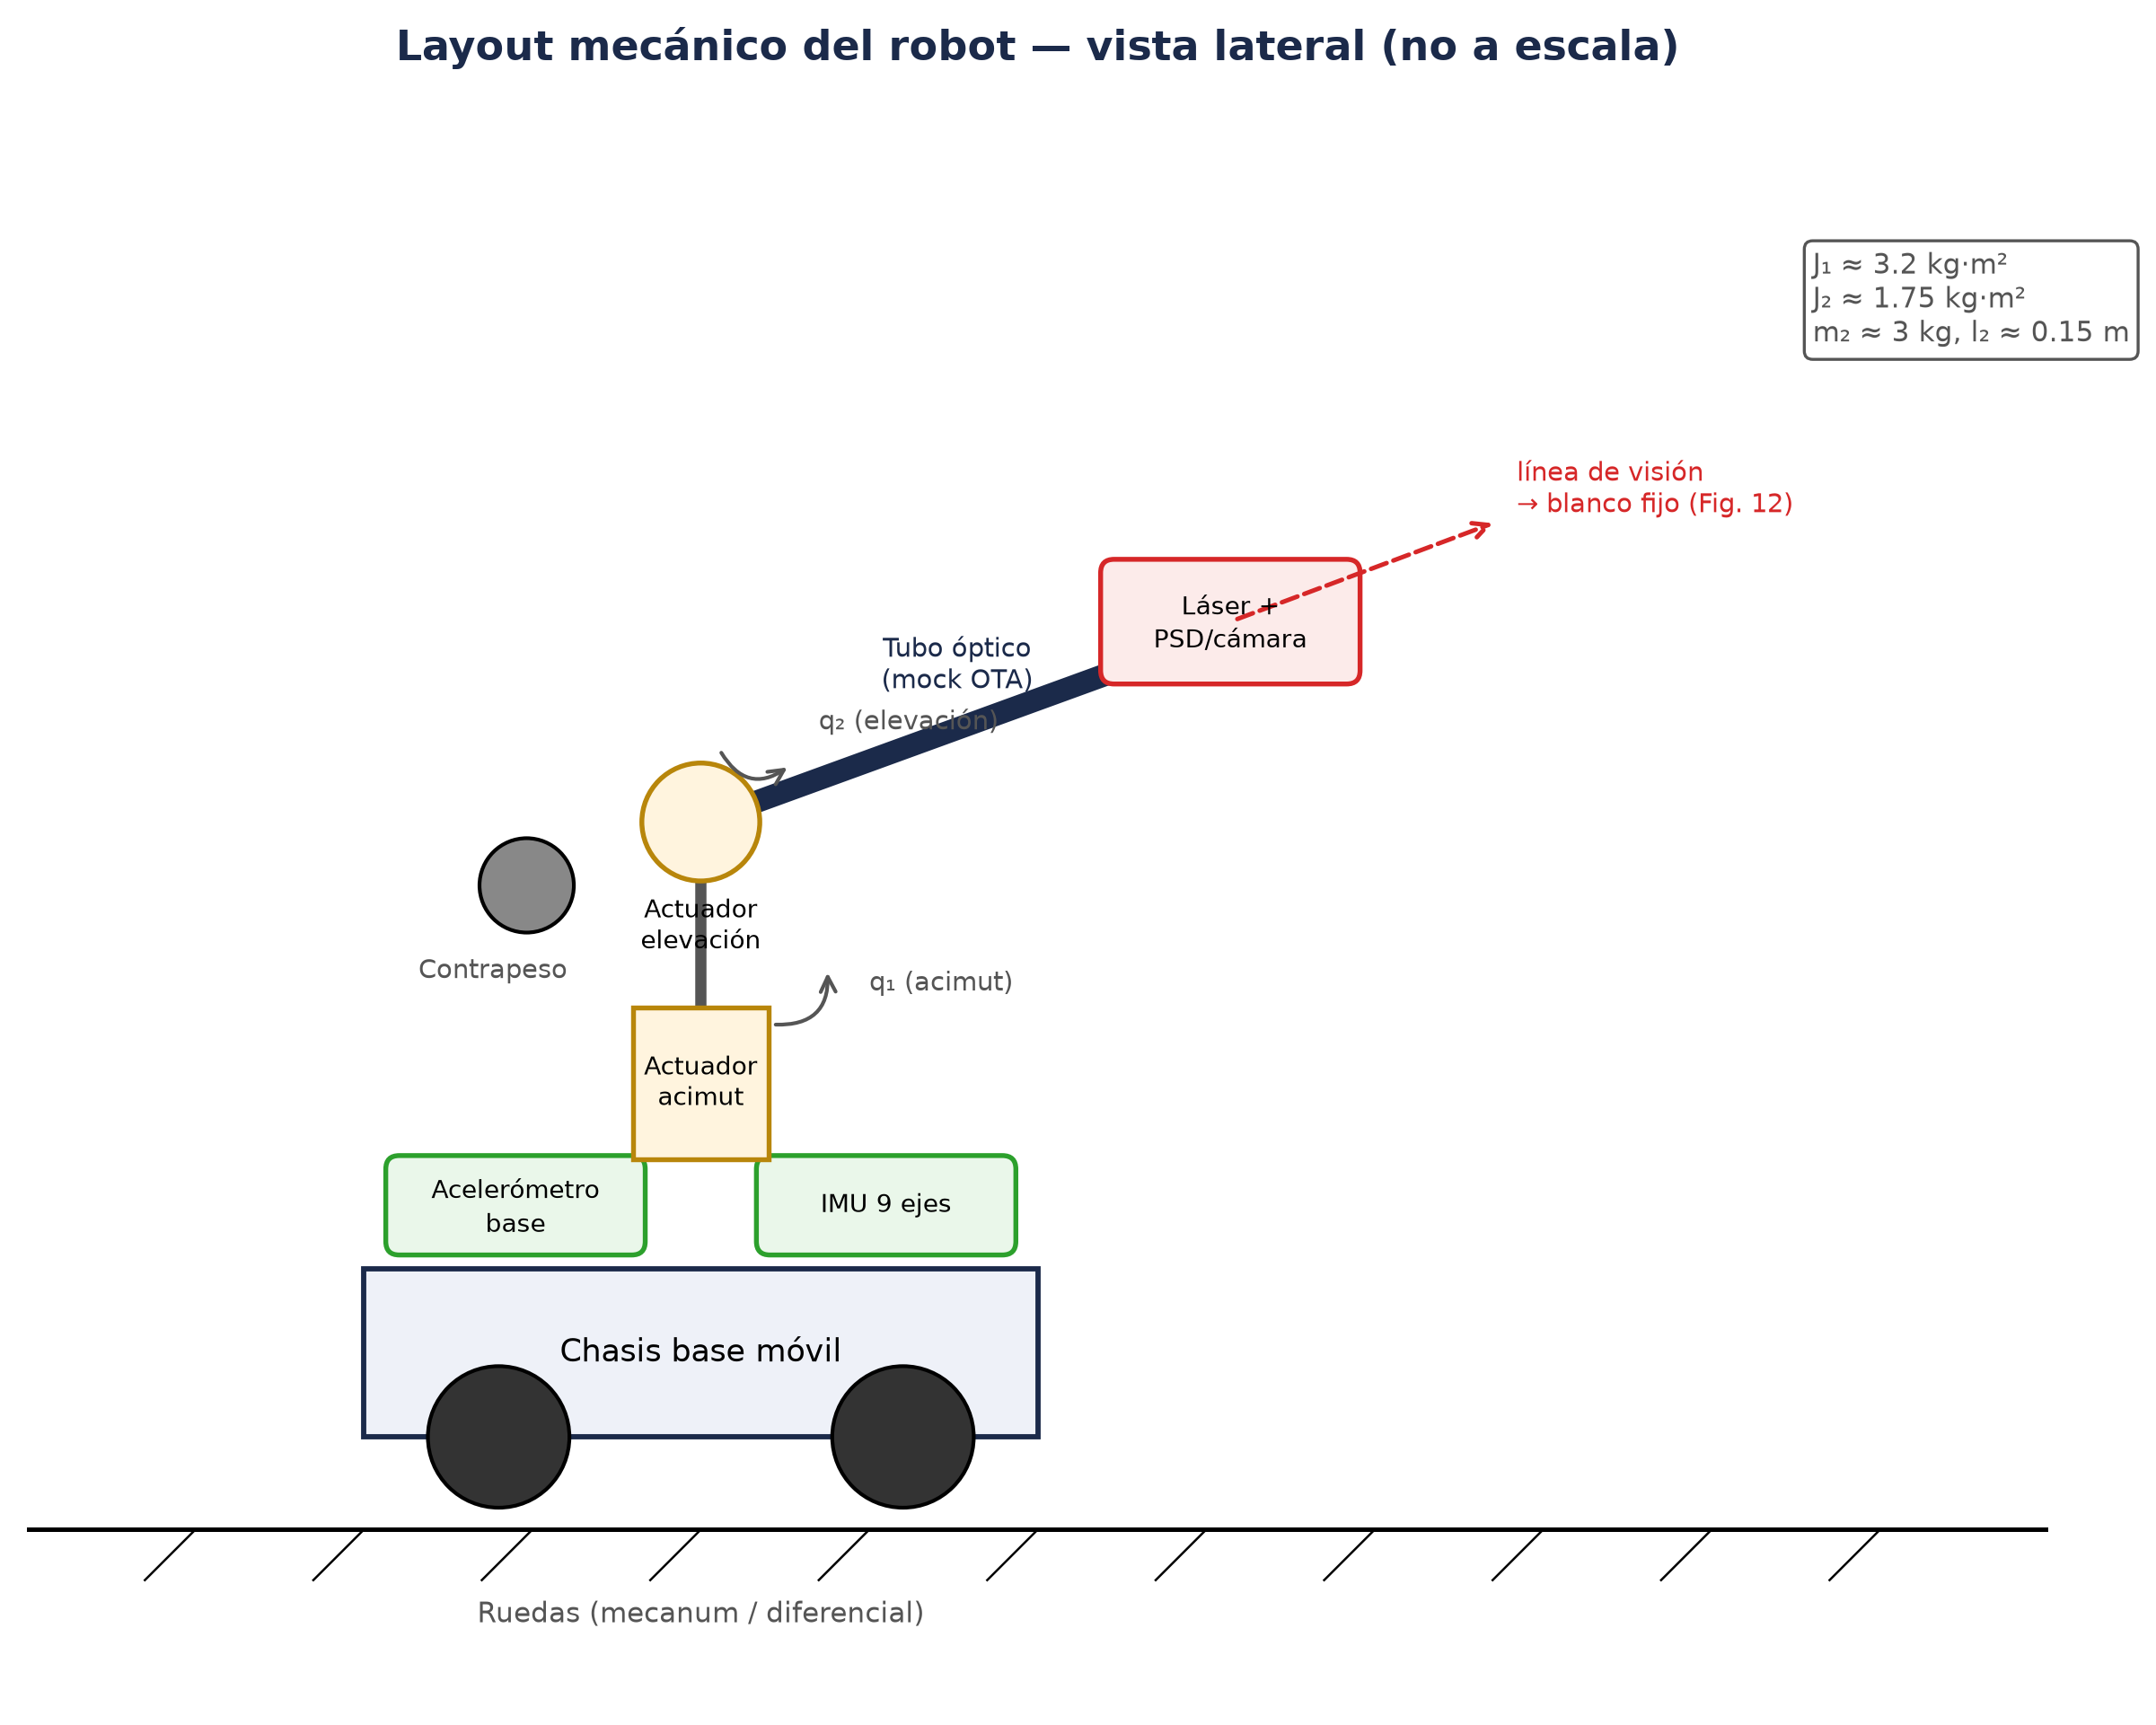 Layout mecánico del robot — vista lateral (no a escala)
J₁ ≈ 3.2 kg·m²
J₂ ≈ 1.75 kg·m²
m₂ ≈ 3 kg, l₂ ≈ 0.15 m
línea de visión
→ blanco fijo (Fig. 12)
Láser +
PSD/cámara
Tubo óptico
(mock OTA)
q₂ (elevación)
Actuador
elevación
Contrapeso
q₁ (acimut)
Actuador
acimut
Acelerómetro
base
IMU 9 ejes
Chasis base móvil
Ruedas (mecanum / diferencial)